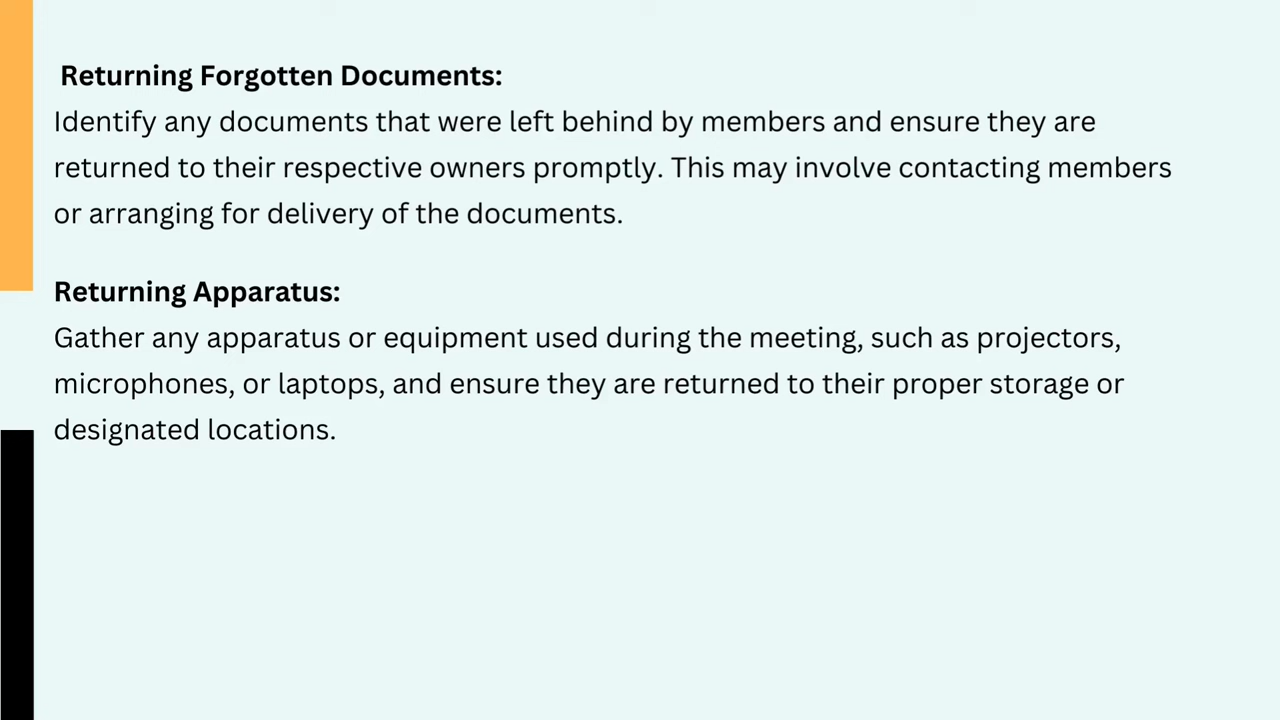 Returning Forgotten Documents:
Identify any documents that were left behind by members and ensure they are
returned to their respective owners promptly. This may involve contacting members
or arranging for delivery of the documents.
Returning Apparatus:
Gather any apparatus or equipment used during the meeting, such as projectors,
microphones, or laptops, and ensure they are returned to their proper storage or
designated locations.